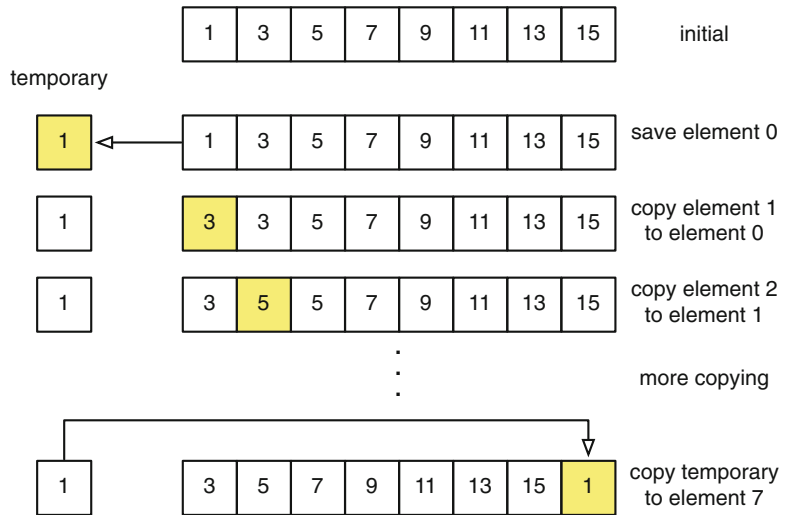 1 3 5 7 9 11 13 15 initial
temporary
1 1 3 5 7 9 11 13 15 save element 0
1 3 3 5 7 9 11 13 15 copy element 1
to element 0
1 3 5 5 7 9 11 13 15 copy element 2
to element 1
more copying
1 3 5 7 9 11 13 15 1 copy temporary
to element 7